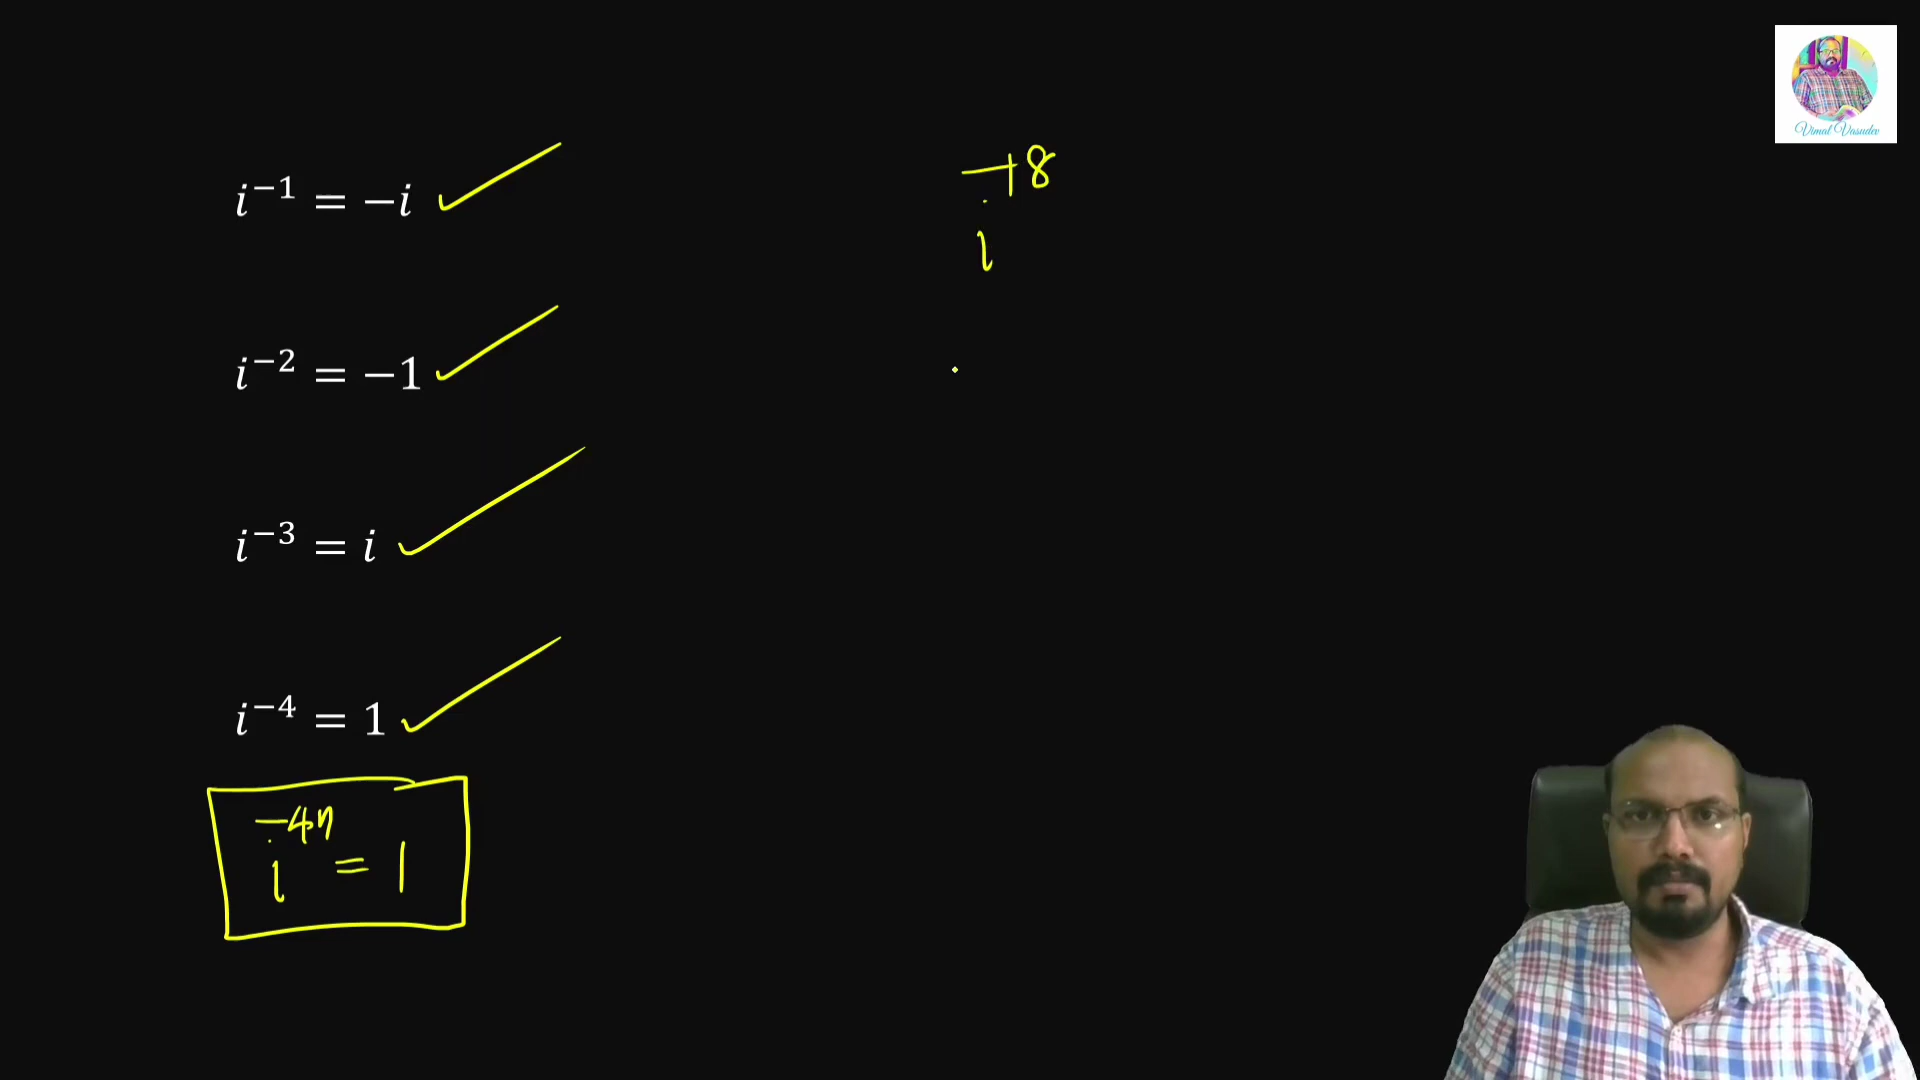 i⁻¹ = −i
i⁻² = −1
i⁻³ = i
i⁻⁴ = 1
i⁻⁴ⁿ = 1
i⁻¹⁸
Vimal Vasudev